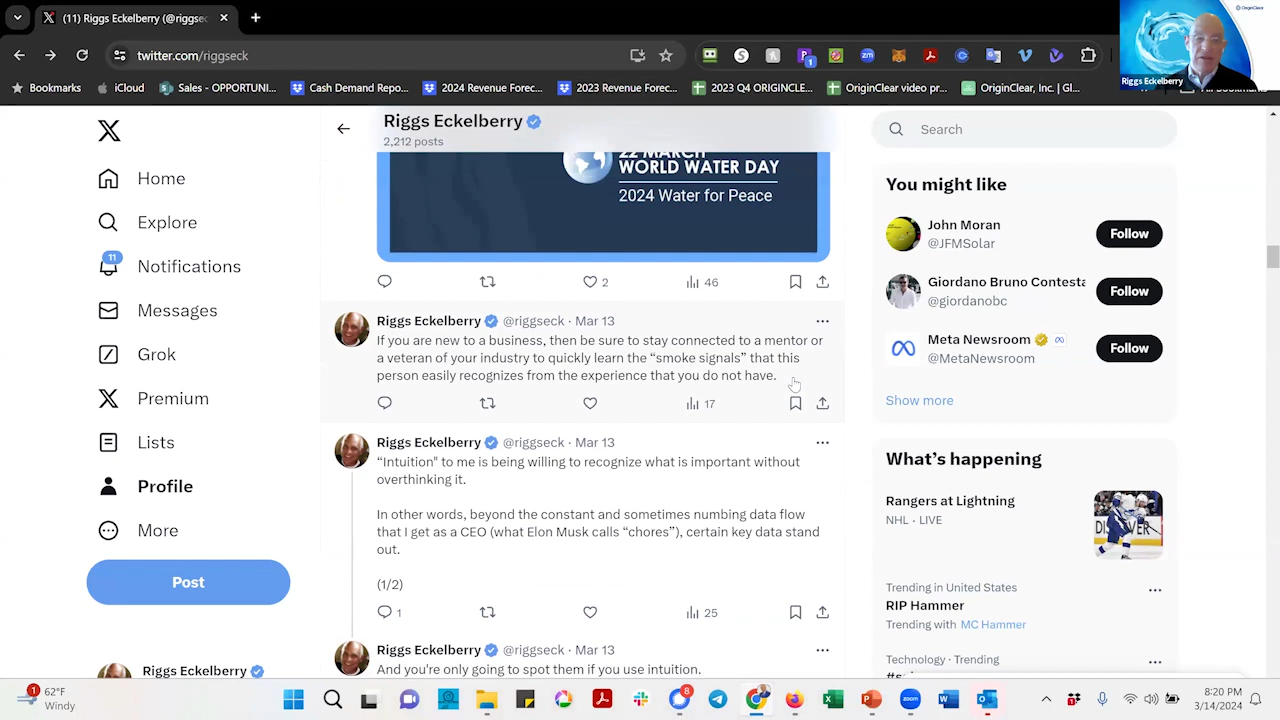 (11) Riggs Eckelberry (@riggsec
twitter.com/riggseck
1
Bookmarks
iCloud
Sales - OPPORTUNI...
Cash Demand Repo...
2023 Revenue Forec...
2023 Q9 ORIGINCLE...
OriginClear video pr...
OriginClear, Inc. | Gl...
OriginClear
Riggs Eckelberry
Riggs Eckelberry
2,212 posts
Home
Explore
11
Notifications
Messages
Grok
Premium
Lists
Profile
More
Post
Riggs Eckelberry
22 MARCH
WORLD WATER DAY
2024 Water for Peace
2
46
Riggs Eckelberry @riggseck · Mar 13
If you are new to a business, then be sure to stay connected to a mentor or
a veteran of your industry to quickly learn the “smoke signals” that this
person easily recognizes from the experience that you do not have.
17
Riggs Eckelberry @riggseck · Mar 13
“Intuition" to me is being willing to recognize what is important without
overthinking it.
In other words, beyond the constant and sometimes numbing data flow
that I get as a CEO (what Elon Musk calls “chores”), certain key data stand
out.
(1/2)
1
25
Riggs Eckelberry @riggseck · Mar 13
And you're only going to spot them if you use intuition.
Search
You might like
John Moran
@JFMSolar
Follow
Giordano Bruno Contesta
@giordanobc
Follow
Meta Newsroom
@MetaNewsroom
Follow
Show more
What’s happening
Rangers at Lightning
NHL · LIVE
Trending in United States
RIP Hammer
Trending with MC Hammer
Technology · Trending
1
62°F
Windy
8
zoom
8:20 PM
3/14/2024